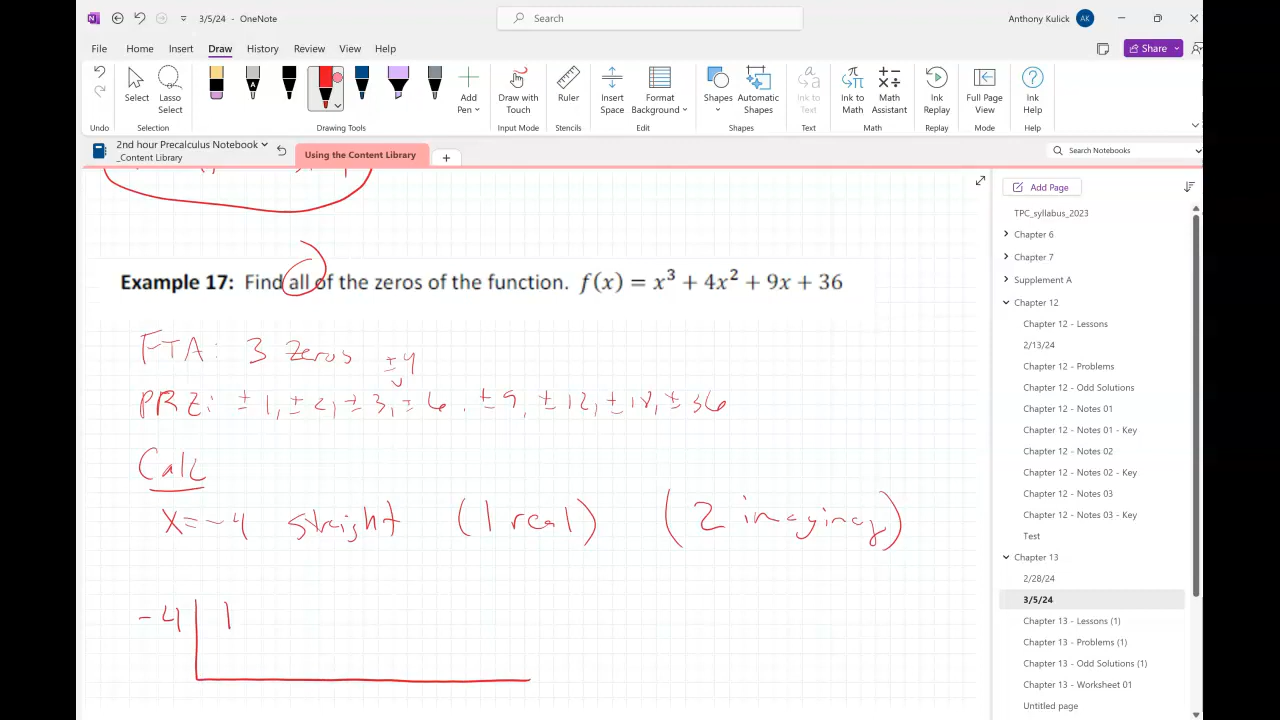 3/5/24 - OneNote
Search
Anthony Kulick
AK
File Home Insert Draw History Review View Help
Share
Select
Lasso Select
A
Add Pen
Draw with Touch
Ruler
Insert Space
Format Background
Shapes
Automatic Shapes
Ink to Text
Ink to Math
Math Assistant
Ink Replay
Full Page View
Ink Help
Undo Selection Drawing Tools Input Mode Stencils Edit Shapes Text Math Replay Mode Help
2nd hour Precalculus Notebook
_Content Library
Using the Content Library
+
Search Notebooks
Example 17: Find all of the zeros of the function. f(x) = x³ + 4x² + 9x + 36
FTA: 3 zeros
±4
PRZ: ±1, ±2, ±3, ±6, ±9, ±12, ±18, ±36
Calc
x = -4 straight (1 real) (2 imaginary)
-4 | 1
Add Page
TPC_syllabus_2023
Chapter 6
Chapter 7
Supplement A
Chapter 12
Chapter 12 - Lessons
2/13/24
Chapter 12 - Problems
Chapter 12 - Odd Solutions
Chapter 12 - Notes 01
Chapter 12 - Notes 01 - Key
Chapter 12 - Notes 02
Chapter 12 - Notes 02 - Key
Chapter 12 - Notes 03
Chapter 12 - Notes 03 - Key
Test
Chapter 13
2/28/24
3/5/24
Chapter 13 - Lessons (1)
Chapter 13 - Problems (1)
Chapter 13 - Odd Solutions (1)
Chapter 13 - Worksheet 01
Untitled page